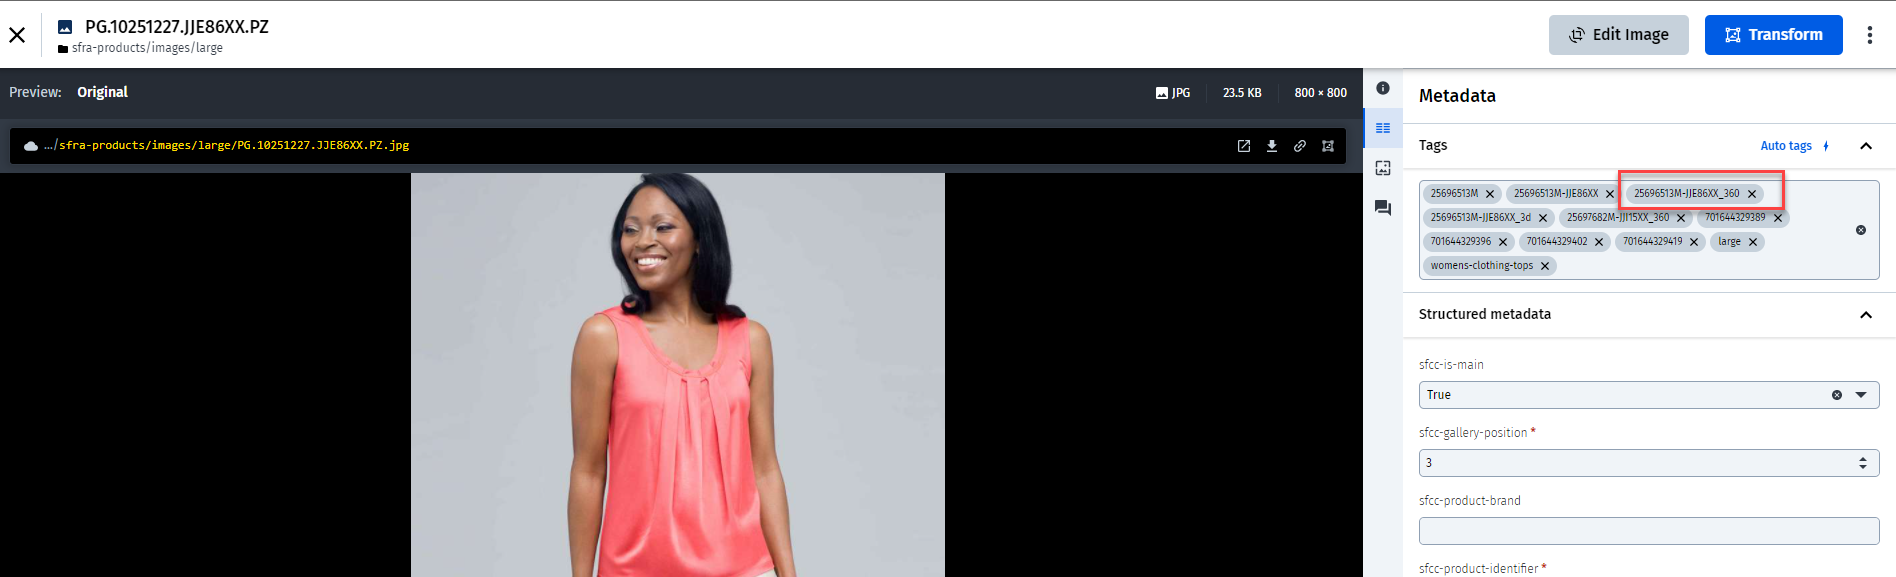 PG.10251227.JJE86XX.PZ
sfra-products/images/large
Edit Image
Transform
Preview: Original
JPG 23.5 KB 800 × 800
.../sfra-products/images/large/PG.10251227.JJE86XX.PZ.jpg
Metadata
Tags
Auto tags
25696513M 25696513M-JJE86XX 25696513M-JJE86XX_360
25696513M-JJE86XX_3d 25697682M-JJI15XX_360 701644329389
701644329396 701644329402 701644329419 large
womens-clothing-tops
Structured metadata
sfcc-is-main
True
sfcc-gallery-position *
3
sfcc-product-brand
sfcc-product-identifier *